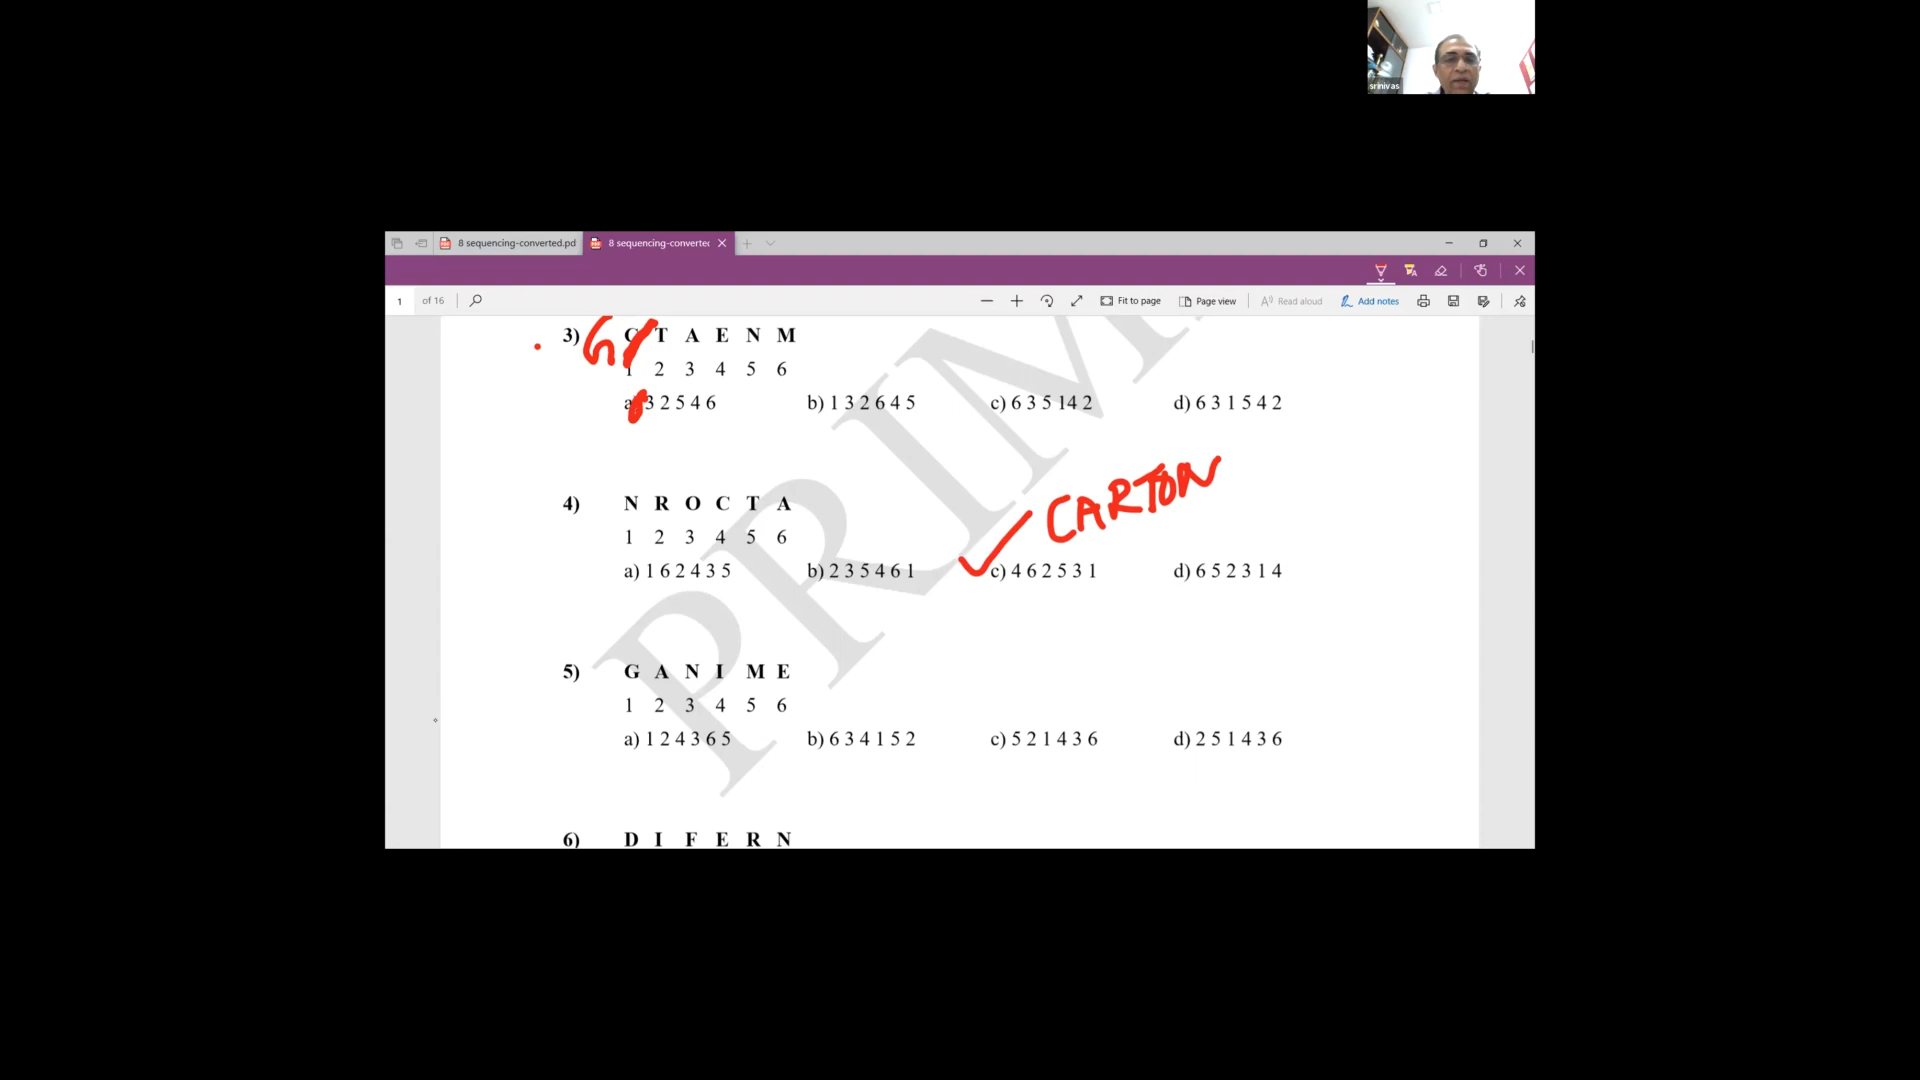 srinivas
8 sequencing-converted.pd 8 sequencing-converted
1 of 16 Fit to page Page view Read aloud Add notes
3) G T A E N M
1 2 3 4 5 6
3 2 5 4 6 b) 1 3 2 6 4 5 c) 6 3 5 14 2 d) 6 3 1 5 4 2
CARTON
4) N R O C T A
1 2 3 4 5 6
a) 1 6 2 4 3 5 b) 2 3 5 4 6 1 c) 4 6 2 5 3 1 d) 6 5 2 3 1 4
5) G A N I M E
1 2 3 4 5 6
a) 1 2 4 3 6 5 b) 6 3 4 1 5 2 c) 5 2 1 4 3 6 d) 2 5 1 4 3 6
6) D I F E R N
PRIM